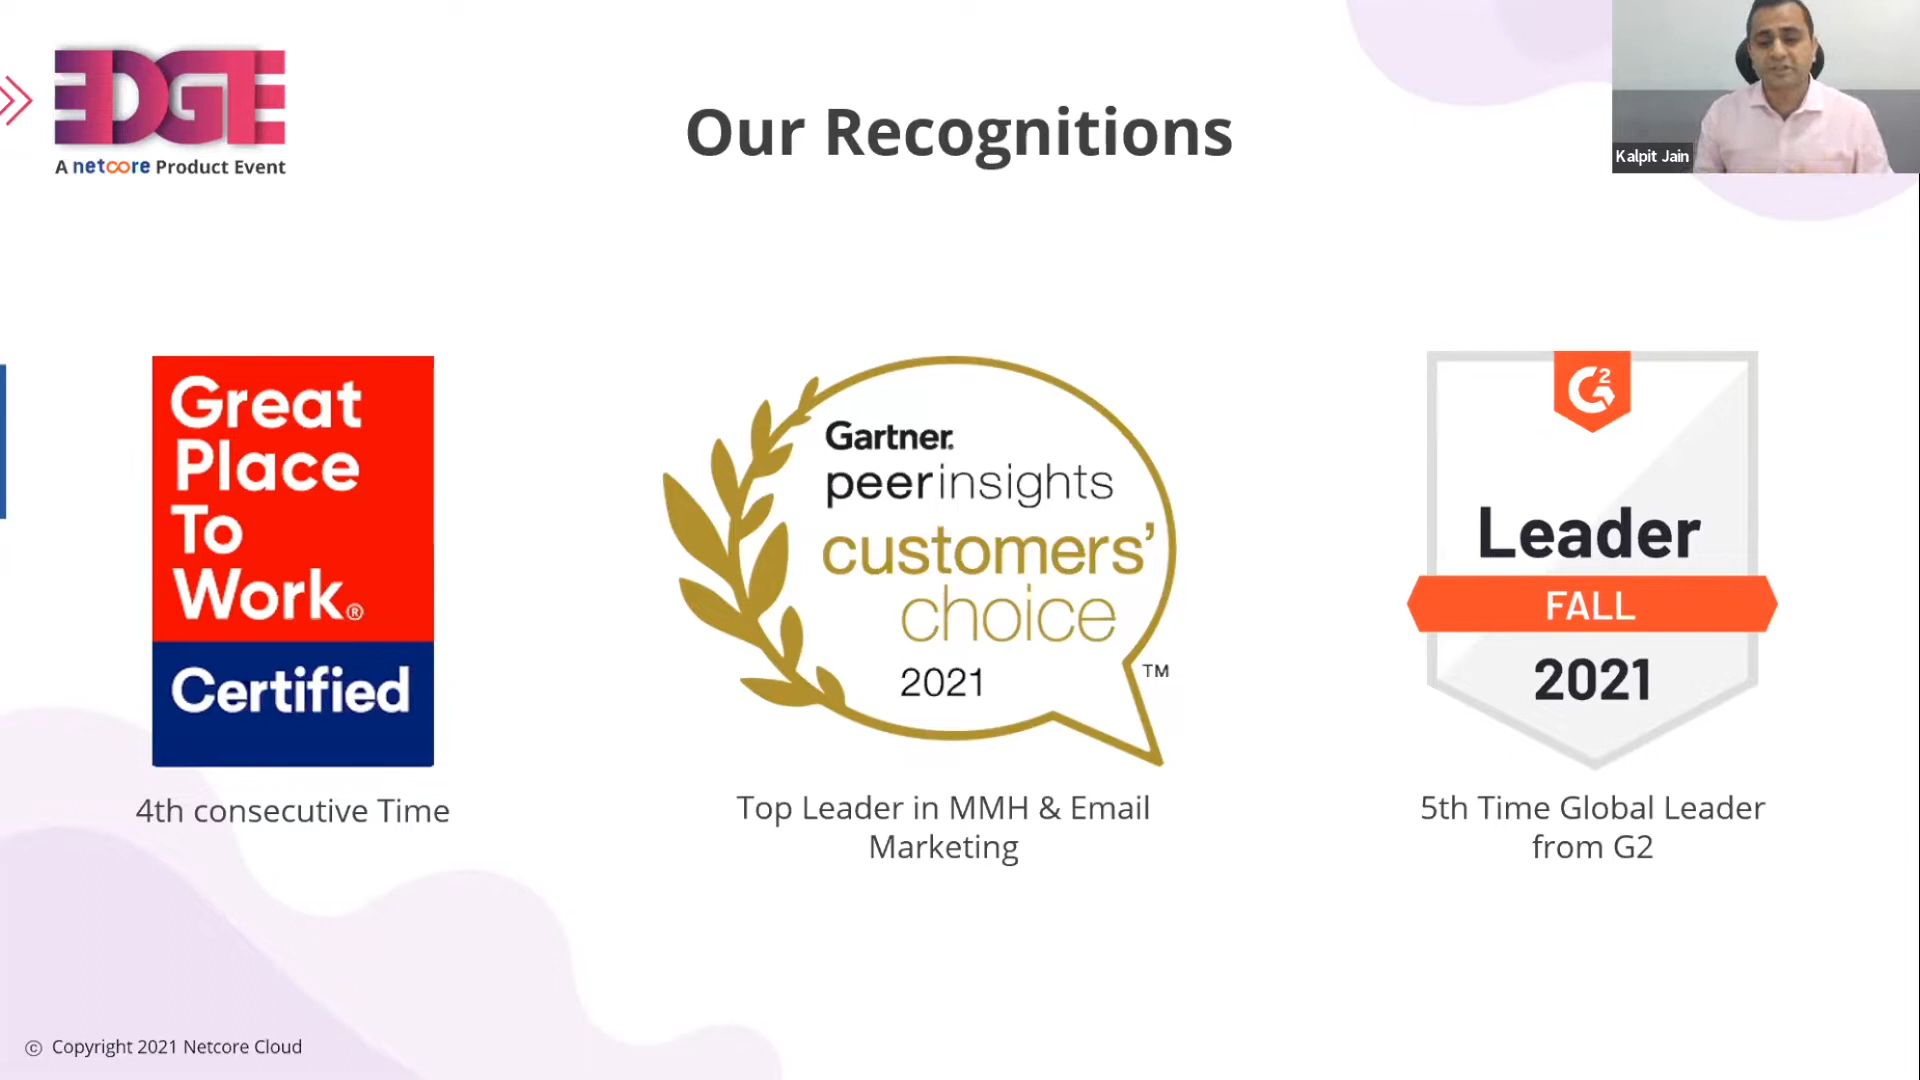 EDGE
A netcore Product Event
Our Recognitions
Kalpit Jain
Great
Place
To
Work®
Certified
4th consecutive Time
Gartner.
peerinsights
customers’
choice
2021
TM
Top Leader in MMH & Email
Marketing
G2
Leader
FALL
2021
5th Time Global Leader
from G2
© Copyright 2021 Netcore Cloud